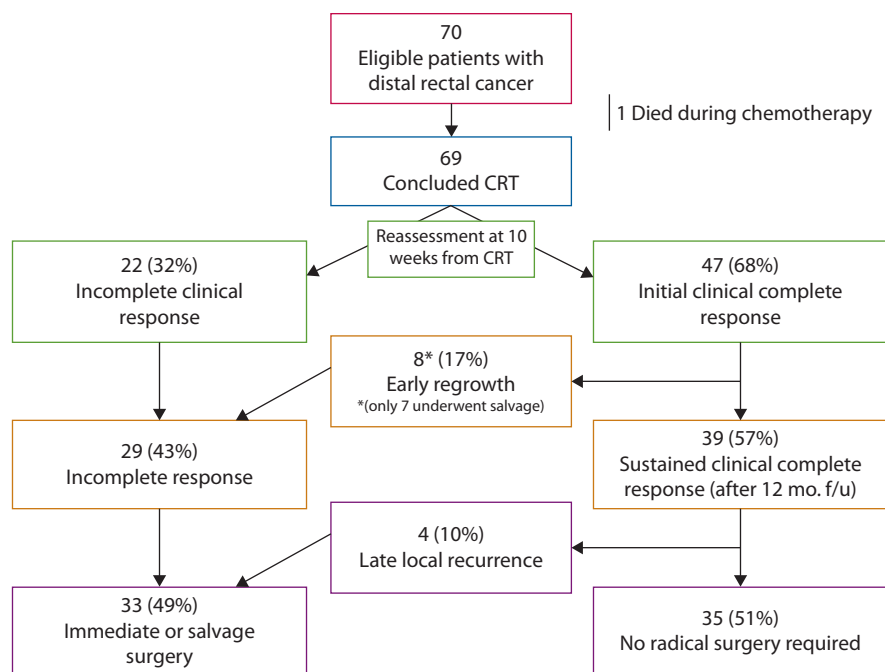 70
Eligible patients with
distal rectal cancer
1 Died during chemotherapy
69
Concluded CRT
Reassessment at 10
weeks from CRT
22 (32%)
Incomplete clinical
response
47 (68%)
Initial clinical complete
response
8* (17%)
Early regrowth
*(only 7 underwent salvage)
29 (43%)
Incomplete response
39 (57%)
Sustained clinical complete
response (after 12 mo. f/u)
4 (10%)
Late local recurrence
33 (49%)
Immediate or salvage
surgery
35 (51%)
No radical surgery required